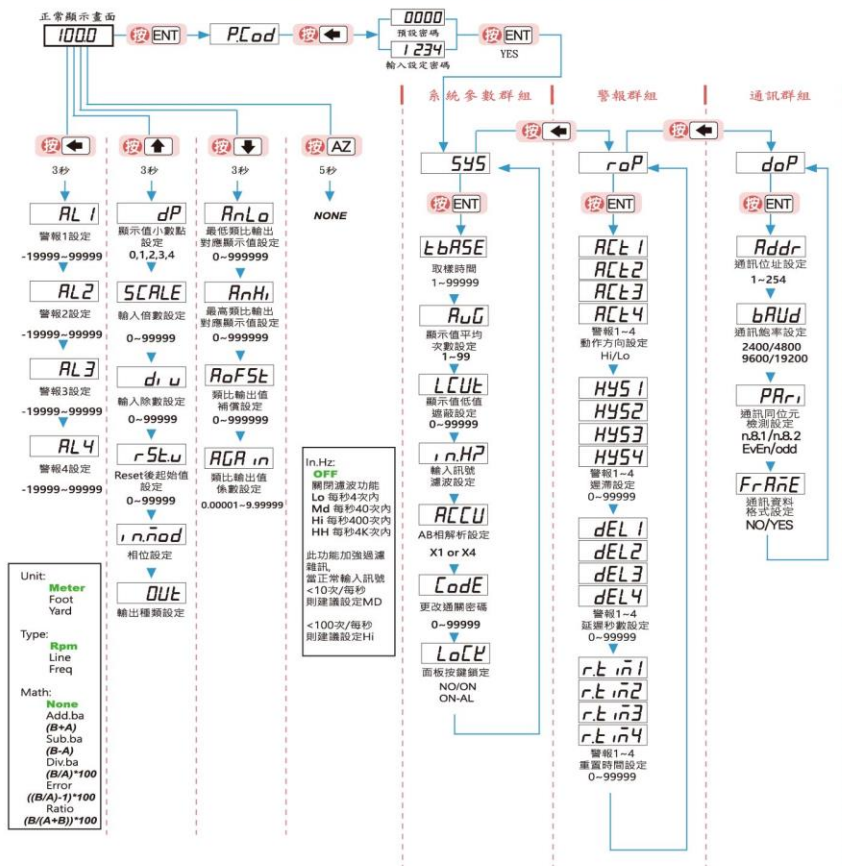 正常顯示畫面
100.0
按 ENT
P.Cod
按
0000
預設密碼
1234
輸入設定密碼
按 ENT
YES
系統參數群組
警報群組
通訊群組
按
3秒
AL 1
警報1設定
-19999~99999
AL2
警報2設定
-19999~99999
AL3
警報3設定
-19999~99999
AL4
警報4設定
-19999~99999
按
3秒
dP
顯示值小數點
設定
0,1,2,3,4
SCALE
輸入倍數設定
0~99999
diu
輸入除數設定
0~99999
rSt.u
Reset後起始值
設定
0~99999
in.mod
相位設定
OUt
輸出種類設定
按
3秒
AnLo
最低類比輸出
對應顯示值設定
0~999999
AnHi
最高類比輸出
對應顯示值設定
0~999999
AoFSt
類比輸出值
補償設定
0~999999
AGAin
類比輸出值
係數設定
0.00001~9.99999
按 AZ
5秒
NONE
Unit:
Meter
Foot
Yard
Type:
Rpm
Line
Freq
Math:
None
Add.ba
(B+A)
Sub.ba
(B-A)
Div.ba
(B/A)*100
Error
((B/A)-1)*100
Ratio
(B/(A+B))*100
In.Hz:
OFF
關閉濾波功能
Lo 每秒4次內
Md 每秒40次內
Hi 每秒400次內
HH 每秒4K次內
此功能加強過濾
雜訊,
當正常輸入訊號
<10次/每秒
則建議設定MD
<100次/每秒
則建議設定Hi
SYS
按
按 ENT
tbASE
取樣時間
1~99999
AvG
顯示值平均
次數設定
1~99
LCUt
顯示值低值
遮蔽設定
0~99999
in.HZ
輸入訊號
濾波設定
ACCU
AB相解析設定
X1 or X4
CodE
更改通關密碼
0~99999
LoCK
面板按鍵鎖定
NO/ON
ON-AL
roP
按
按 ENT
ACt1
ACt2
ACt3
ACt4
警報1~4
動作方向設定
Hi/Lo
HYS1
HYS2
HYS3
HYS4
警報1~4
遲滯設定
0~99999
dEL1
dEL2
dEL3
dEL4
警報1~4
延遲秒數設定
0~99999
r.tim1
r.tim2
r.tim3
r.tim4
警報1~4
重置時間設定
0~99999
doP
按 ENT
Addr
通訊位址設定
1~254
bAUd
通訊鮑率設定
2400/4800
9600/19200
PAri
通訊同位元
檢測設定
n.8.1/n.8.2
EvEn/odd
FrAmE
通訊資料
格式設定
NO/YES